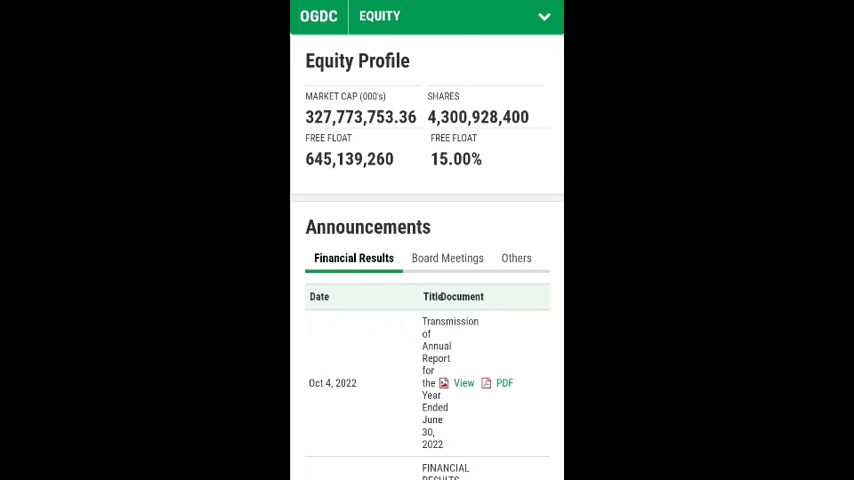 OGDC EQUITY
Equity Profile
MARKET CAP (000's) SHARES
327,773,753.36 4,300,928,400
FREE FLOAT FREE FLOAT
645,139,260 15.00%
Announcements
Financial Results Board Meetings Others
Date Title Document
Transmission
of
Annual
Report
for
Oct 4, 2022 the View PDF
Year
Ended
June
30,
2022
FINANCIAL
RESULTS